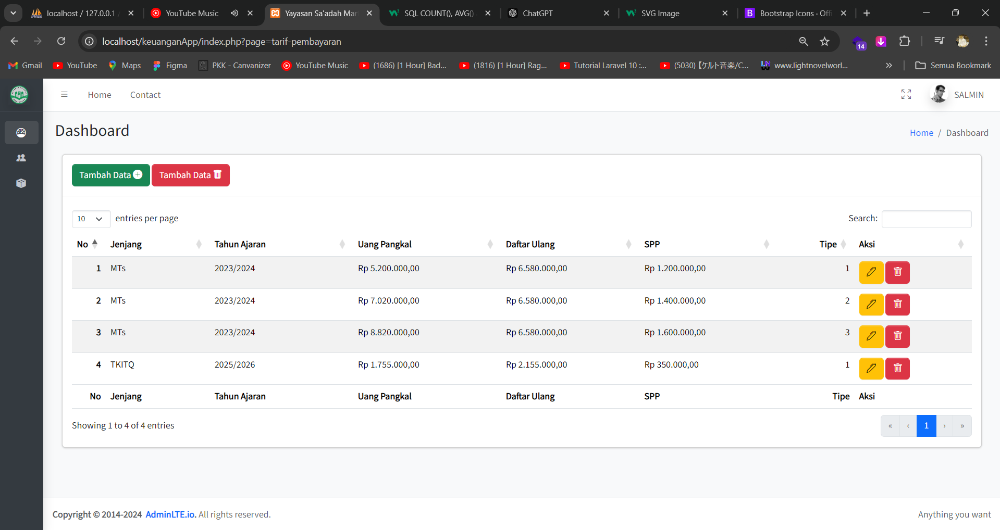 localhost / 127.0.0.1 /
YouTube Music
Yayasan Sa'adah Mar
SQL COUNT(), AVG()
ChatGPT
SVG Image
Bootstrap Icons · Offi
localhost/keuanganApp/index.php?page=tarif-pembayaran
14
Gmail
YouTube
Maps
Figma
PKK - Canvanizer
YouTube Music
(1686) [1 Hour] Bad...
(1816) [1 Hour] Rag...
Tutorial Laravel 10 :...
(5030) 【ケルト音楽/C...
www.lightnovelworl...
»
Semua Bookmark
Home
Contact
SALMIN
Dashboard
Home / Dashboard
Tambah Data
Tambah Data
10 entries per page
Search:
No Jenjang Tahun Ajaran Uang Pangkal Daftar Ulang SPP Tipe Aksi
1 MTs 2023/2024 Rp 5.200.000,00 Rp 6.580.000,00 Rp 1.200.000,00 1
2 MTs 2023/2024 Rp 7.020.000,00 Rp 6.580.000,00 Rp 1.400.000,00 2
3 MTs 2023/2024 Rp 8.820.000,00 Rp 6.580.000,00 Rp 1.600.000,00 3
4 TKITQ 2025/2026 Rp 1.755.000,00 Rp 2.155.000,00 Rp 350.000,00 1
No Jenjang Tahun Ajaran Uang Pangkal Daftar Ulang SPP Tipe Aksi
Showing 1 to 4 of 4 entries
« ‹ 1 › »
Copyright © 2014-2024 AdminLTE.io. All rights reserved.
Anything you want